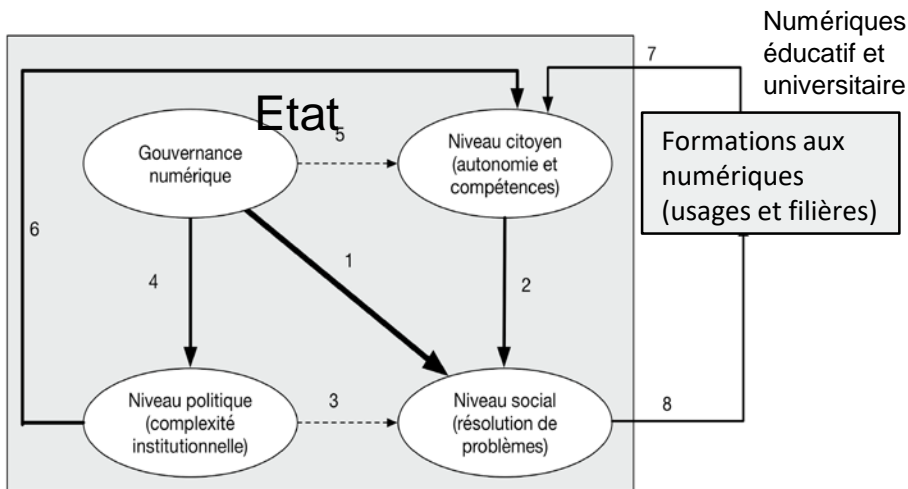 Numériques
éducatif et
universitaire
7
Etat
5
Gouvernance
numérique
Niveau citoyen
(autonomie et
compétences)
Formations aux
numériques
(usages et filières)
6
4
1
2
Niveau politique
(complexité
institutionnelle)
3
Niveau social
(résolution de
problèmes)
8